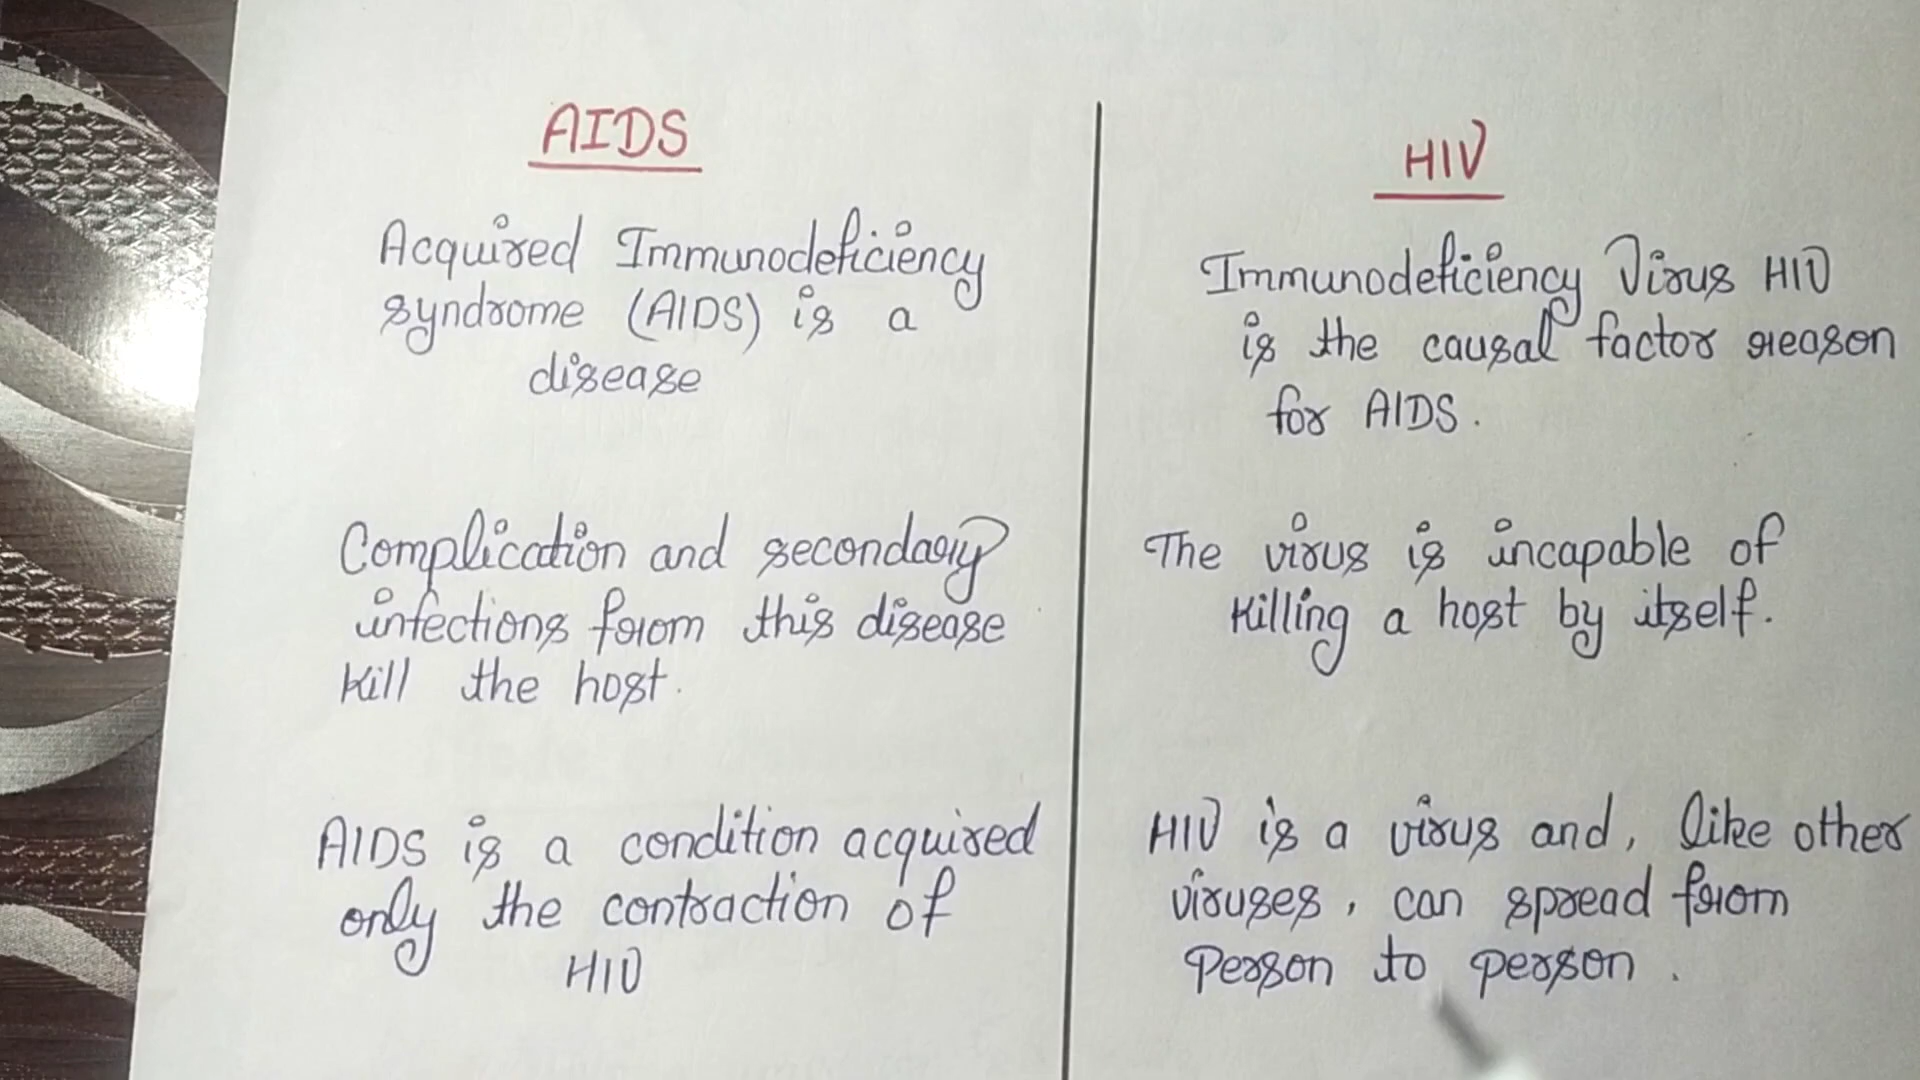 AIDS
Acquired Immunodeficiency
syndrome (AIDS) is a
disease
Complication and secondary
infections form this disease
kill the host.
AIDS is a condition acquired
only the contraction of
HIV
HIV
Immunodeficiency Virus HIV
is the causal factor reason
for AIDS.
The virus is incapable of
killing a host by itself.
HIV is a virus and, like other
viruses, can spread form
Person to person.